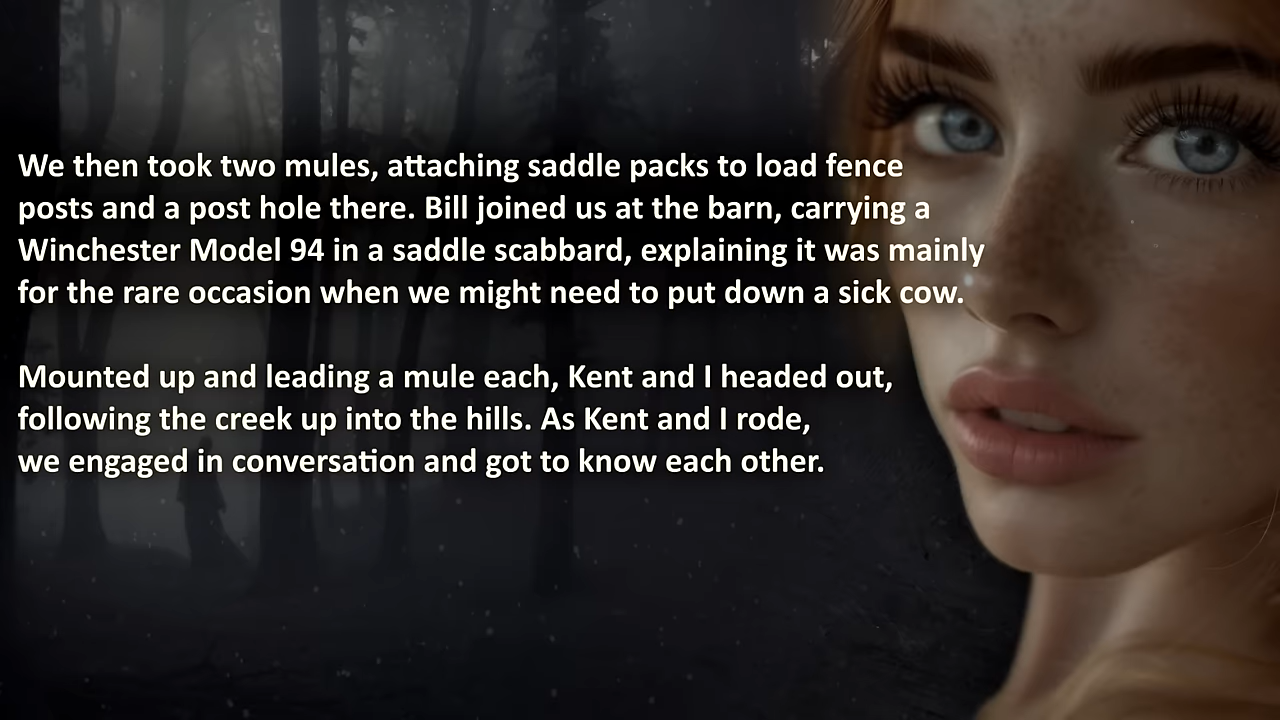 We then took two mules, attaching saddle packs to load fence
posts and a post hole there. Bill joined us at the barn, carrying a
Winchester Model 94 in a saddle scabbard, explaining it was mainly
for the rare occasion when we might need to put down a sick cow.
Mounted up and leading a mule each, Kent and I headed out,
following the creek up into the hills. As Kent and I rode,
we engaged in conversation and got to know each other.